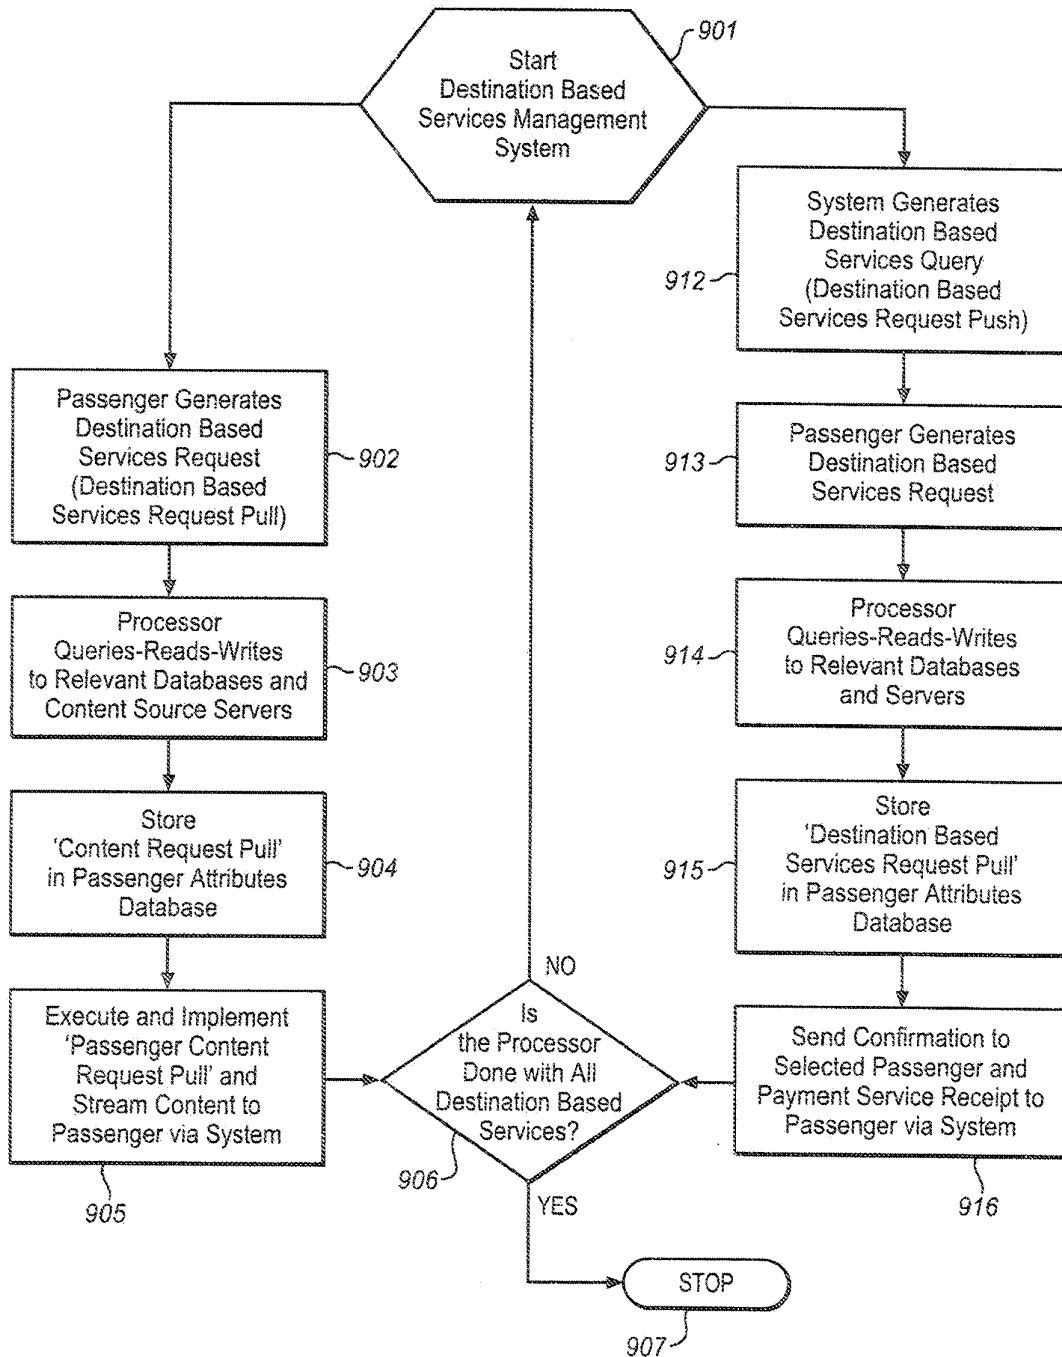 901
Start
Destination Based
Services Management
System
System Generates
Destination Based
Services Query
(Destination Based
Services Request Push)
912
Passenger Generates
Destination Based
Services Request
(Destination Based
Services Request Pull)
902
Passenger Generates
Destination Based
Services Request
913
Processor
Queries-Reads-Writes
to Relevant Databases and
Content Source Servers
903
Processor
Queries-Reads-Writes
to Relevant Databases
and Servers
914
Store
'Content Request Pull'
in Passenger Attributes
Database
904
Store
'Destination Based
Services Request Pull'
in Passenger Attributes
Database
915
NO
Execute and Implement
'Passenger Content
Request Pull' and
Stream Content to
Passenger via System
905
Is
the Processor
Done with All
Destination Based
Services?
906
Send Confirmation to
Selected Passenger and
Payment Service Receipt to
Passenger via System
916
YES
STOP
907